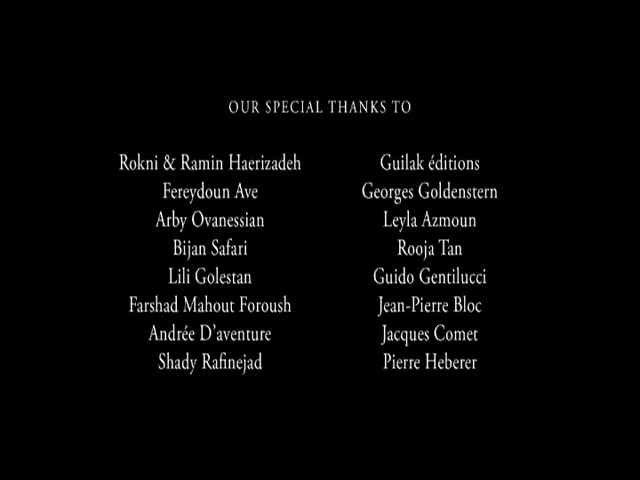 OUR SPECIAL THANKS TO
Rokni & Ramin Haerizadeh
Fereydoun Ave
Arby Ovanessian
Bijan Safari
Lili Golestan
Farshad Mahout Foroush
Andrée D'aventure
Shady Rafinejad
Guilak éditions
Georges Goldenstern
Leyla Azmoun
Rooja Tan
Guido Gentilucci
Jean-Pierre Bloc
Jacques Comet
Pierre Heberer